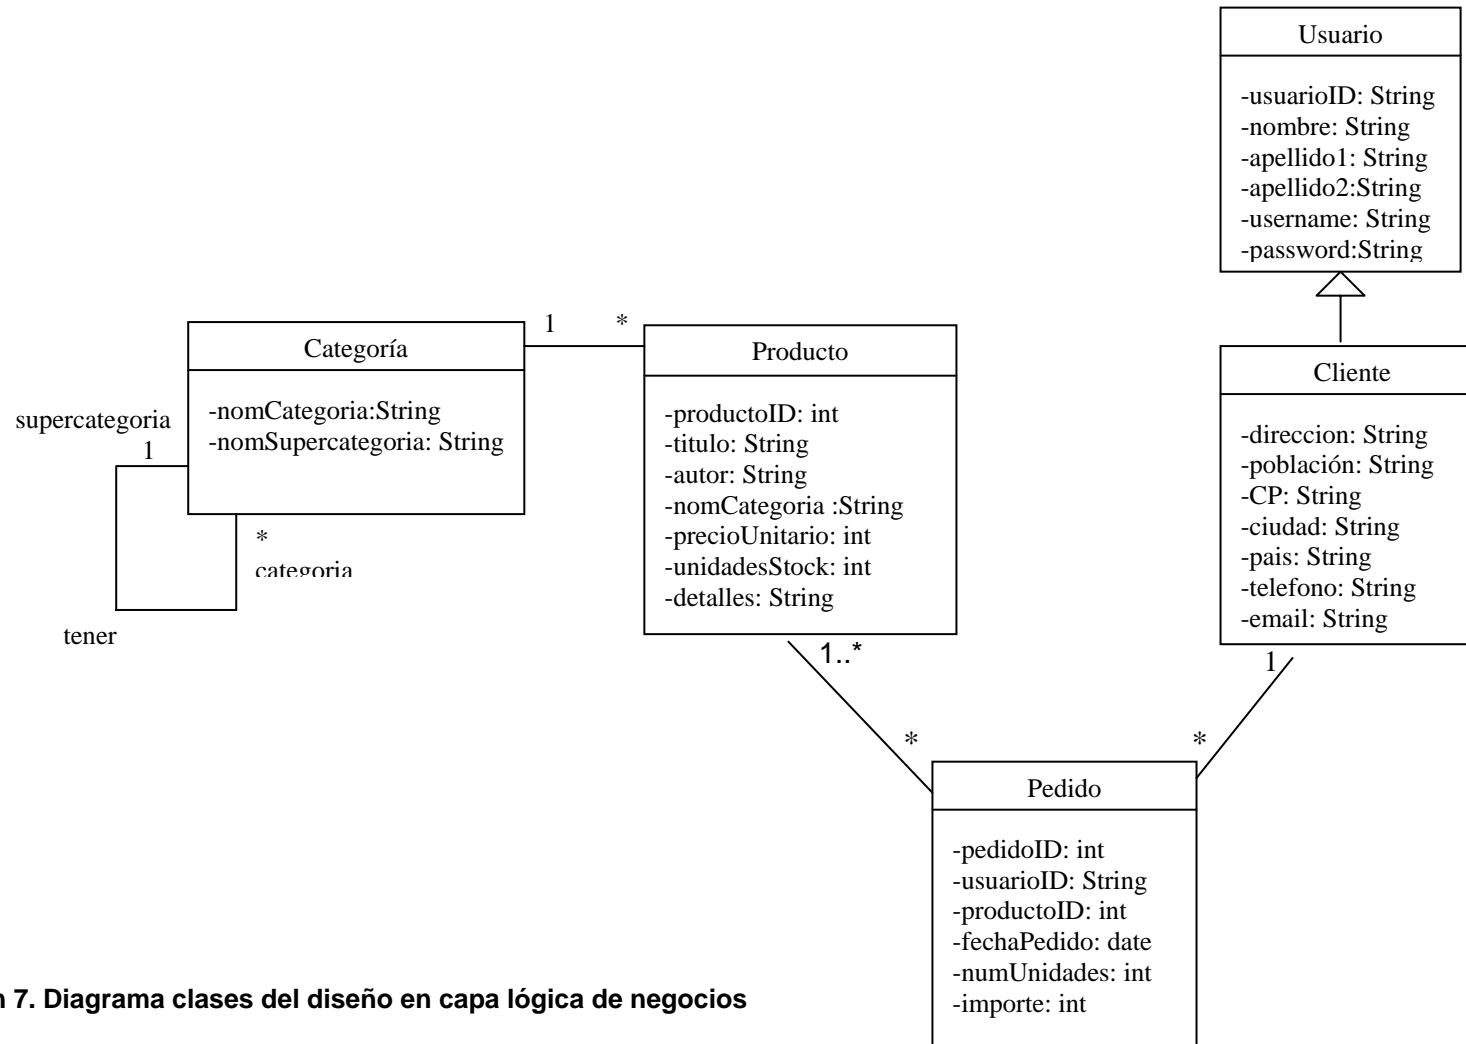 Usuario
-usuarioID: String
-nombre: String
-apellido1: String
-apellido2:String
-username: String
-password:String
Categoría
-nomCategoria:String
-nomSupercategoria: String
supercategoria
1
*
categoria
tener
1
*
Producto
-productoID: int
-titulo: String
-autor: String
-nomCategoria :String
-precioUnitario: int
-unidadesStock: int
-detalles: String
Cliente
-direccion: String
-población: String
-CP: String
-ciudad: String
-pais: String
-telefono: String
-email: String
1..*
*
1
*
Pedido
-pedidoID: int
-usuarioID: String
-productoID: int
-fechaPedido: date
-numUnidades: int
-importe: int
n 7. Diagrama clases del diseño en capa lógica de negocios